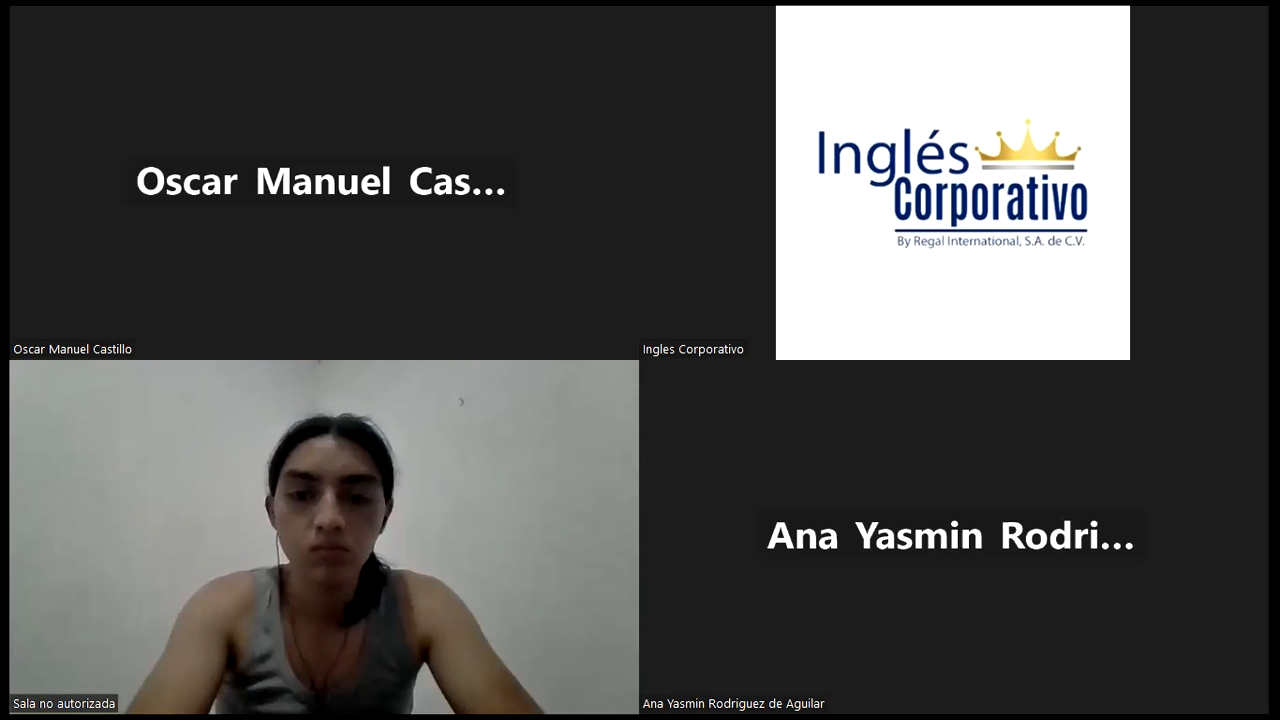 Oscar Manuel Cas...
Inglés
Corporativo
By Regal International, S.A. de C.V.
Oscar Manuel Castillo
Ingles Corporativo
Ana Yasmin Rodri...
Sala no autorizada
Ana Yasmin Rodriguez de Aguilar